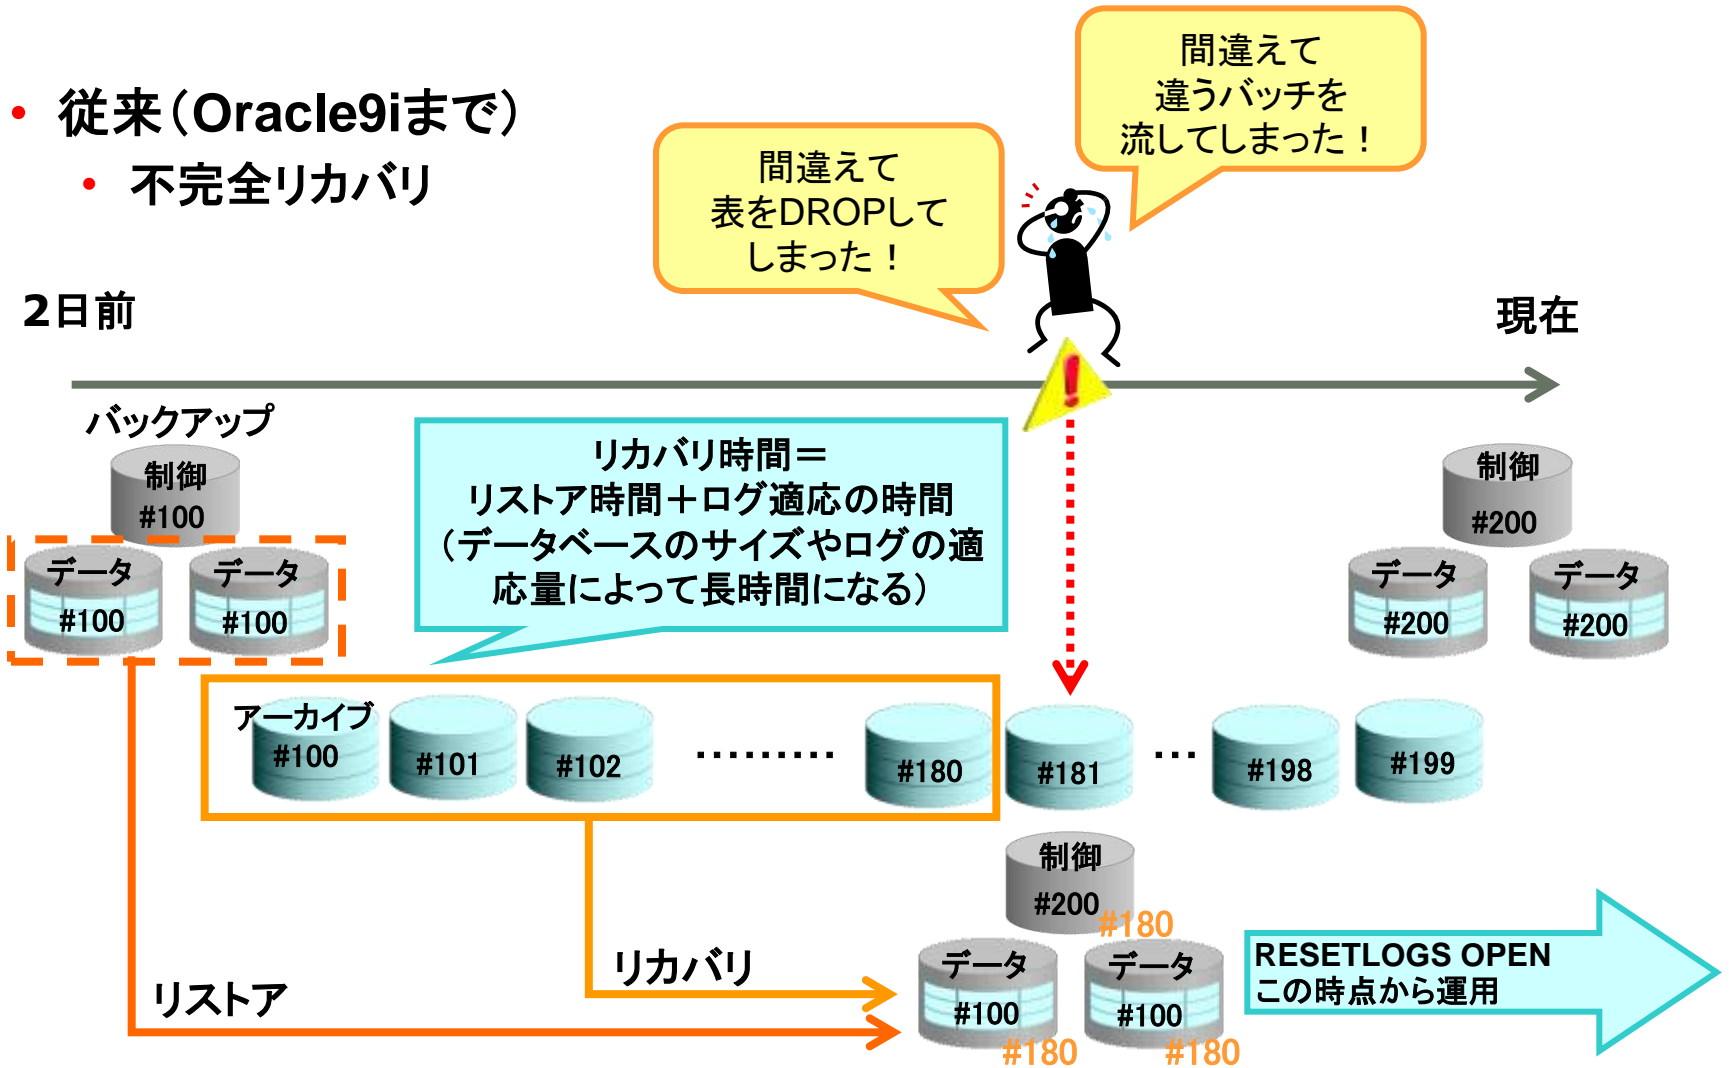 • 従来（Oracle9iまで）
• 不完全リカバリ
間違えて
違うバッチを
流してしまった！
間違えて
表をDROPして
しまった！
2日前
現在
バックアップ
制御
#100
データ
#100
データ
#100
リカバリ時間＝
リストア時間＋ログ適応の時間
（データベースのサイズやログの適
応量によって長時間になる）
制御
#200
データ
#200
データ
#200
アーカイブ
#100
#101
#102
………
#180
#181
…
#198
#199
制御
#200
#180
データ
#100
#180
データ
#100
#180
リカバリ
リストア
RESETLOGS OPEN
この時点から運用